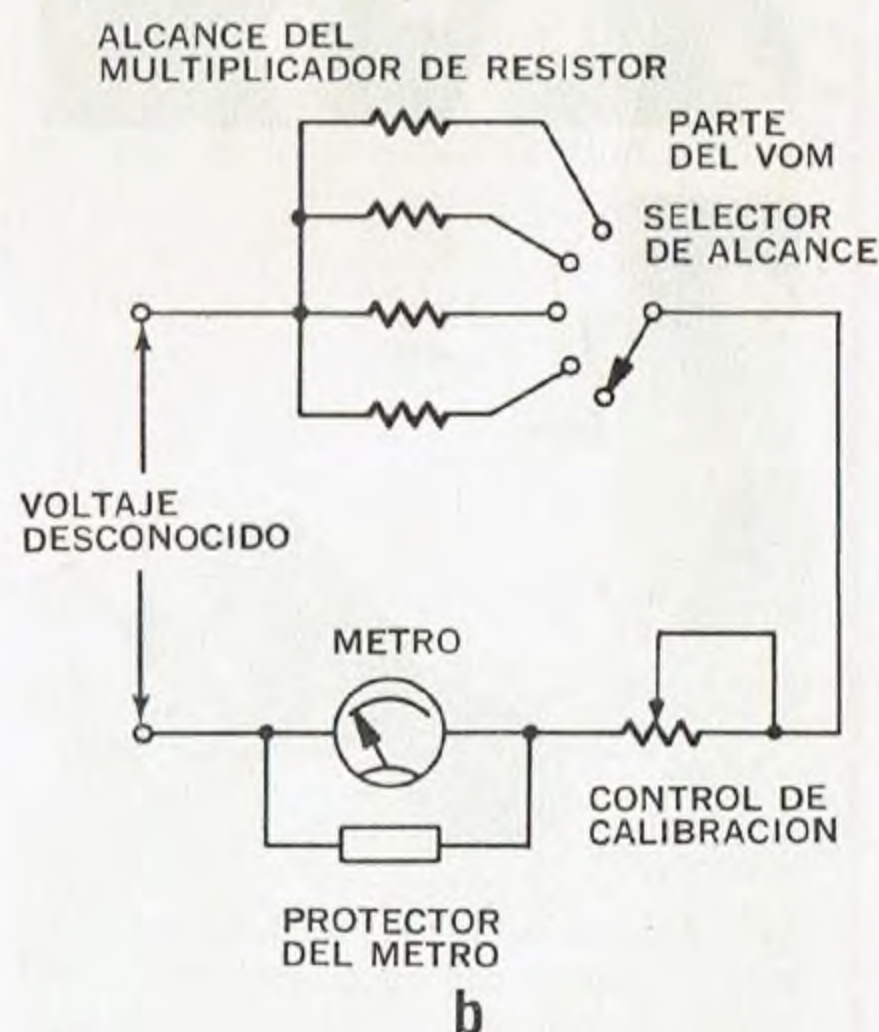 ALCANCE DEL
MULTIPLICADOR DE RESISTOR
PARTE
DEL VOM
SELECTOR
DE ALCANCE
VOLTAJE
DESCONOCIDO
METRO
CONTROL DE
CALIBRACION
PROTECTOR
DEL METRO
b